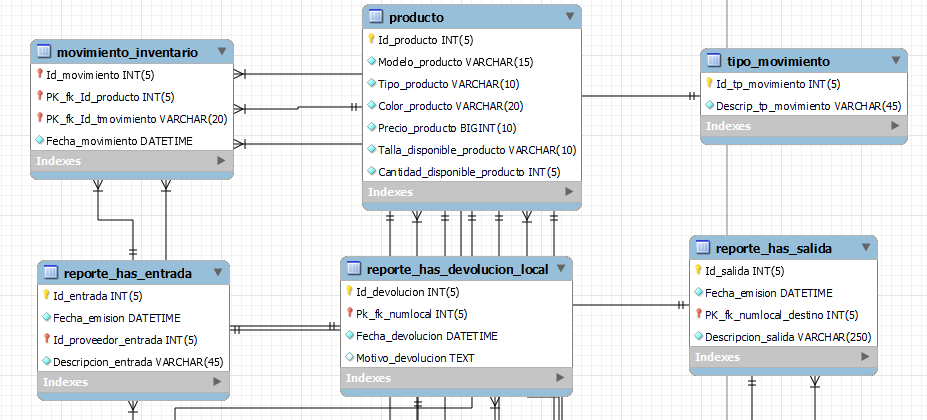 movimiento_inventario
Id_movimiento INT(5)
PK_fk_Id_producto INT(5)
PK_fk_Id_tmovimiento VARCHAR(20)
Fecha_movimiento DATETIME
Indexes
producto
Id_producto INT(5)
Modelo_producto VARCHAR(15)
Tipo_producto VARCHAR(10)
Color_producto VARCHAR(20)
Precio_producto BIGINT(10)
Talla_disponible_producto VARCHAR(10)
Cantidad_disponible_producto INT(5)
Indexes
tipo_movimiento
Id_tp_movimiento INT(5)
Descrip_tp_movimiento VARCHAR(45)
Indexes
reporte_has_entrada
Id_entrada INT(5)
Fecha_emision DATETIME
Id_proveedor_entrada INT(5)
Descripcion_entrada VARCHAR(45)
Indexes
reporte_has_devolucion_local
Id_devolucion INT(5)
Pk_fk_numlocal INT(5)
Fecha_devolucion DATETIME
Motivo_devolucion TEXT
Indexes
reporte_has_salida
Id_salida INT(5)
Fecha_emision DATETIME
Pk_fk_numlocal_destino INT(5)
Descripcion_salida VARCHAR(250)
Indexes